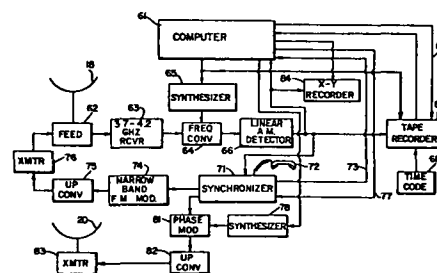 61
COMPUTER
18
65
SYNTHESIZER
84
X-Y
RECORDER
62
FEED
63
3.7-4.2
GHZ
RCVR
FREQ
CONV
64
LINEAR
A.M.
DETECTOR
66
TAPE
RECORDER
76
XMTR
75
UP
CONV
74
NARROW
BAND
F M MOD.
71
SYNCHRONIZER
72
73
77
TIME
CODE
20
81
PHASE
MOD
78
SYNTHESIZER
83
XMTR
82
UP
CONV